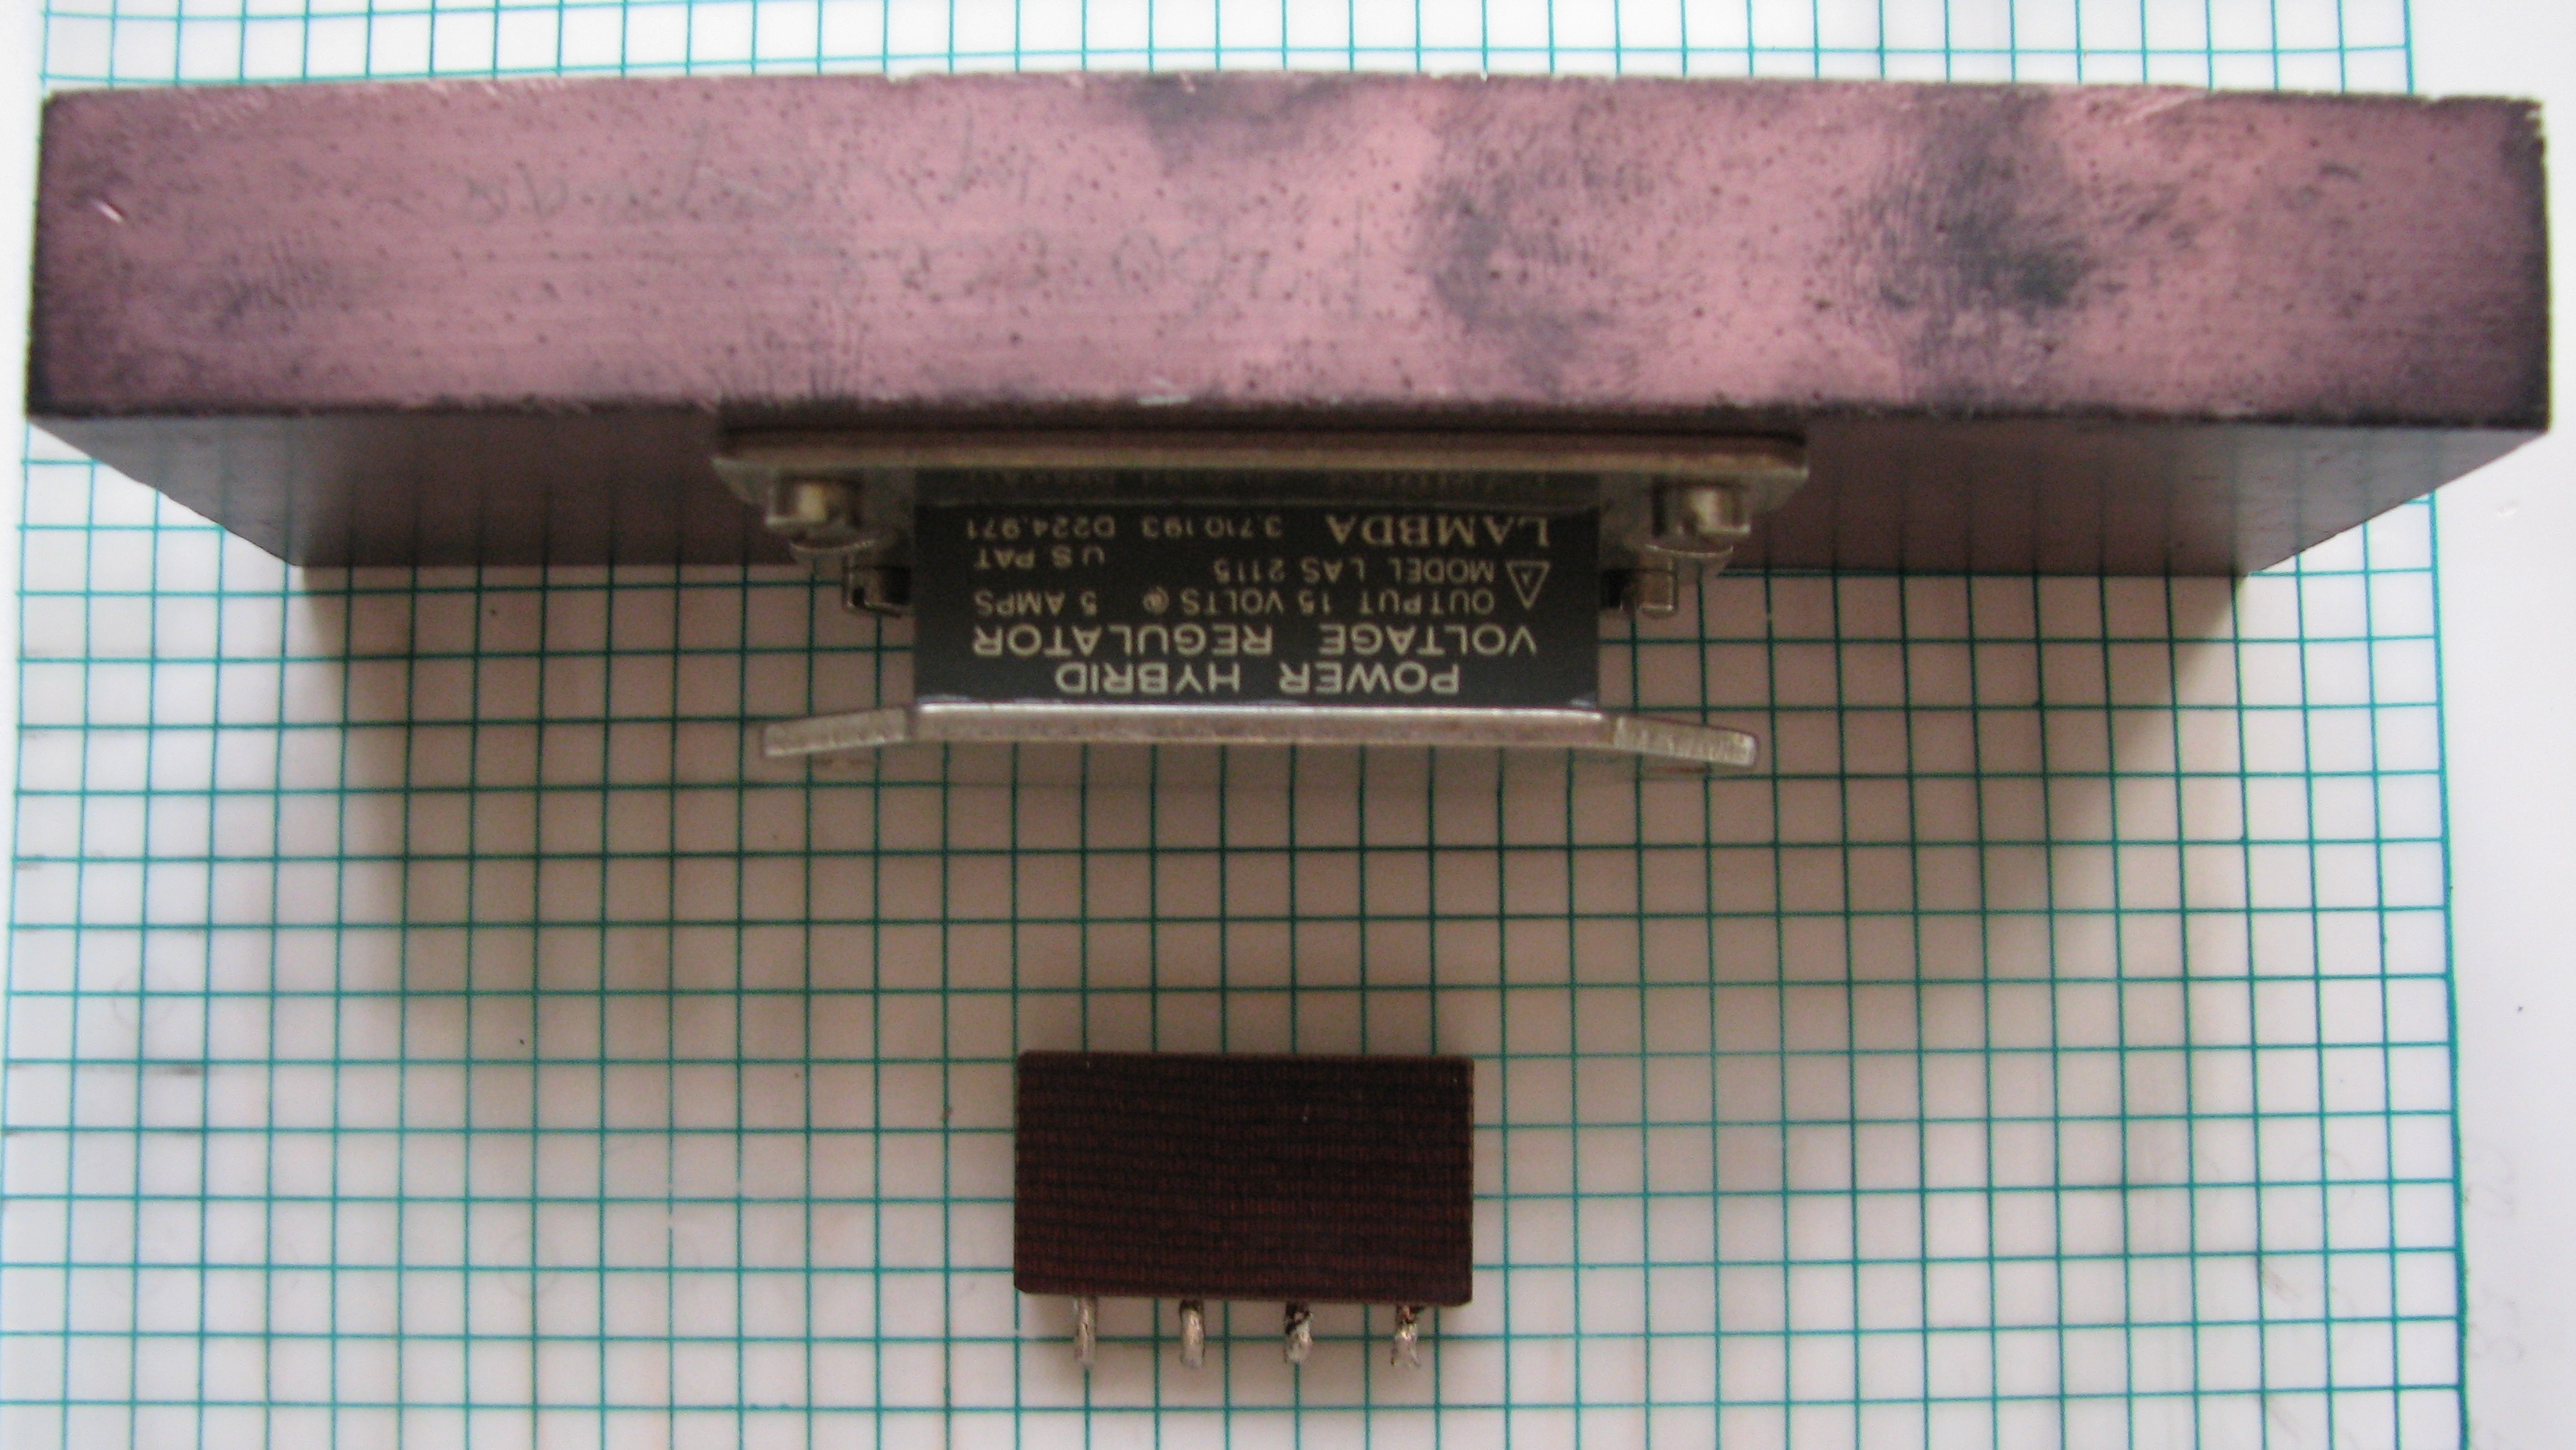 POWER HYBRID
VOLTAGE REGULATOR
OUTPUT 15 VOLTS @ 5 AMPS
MODEL LAS 2115
U.S PAT
LAMBDA 3.710.193 D224.971